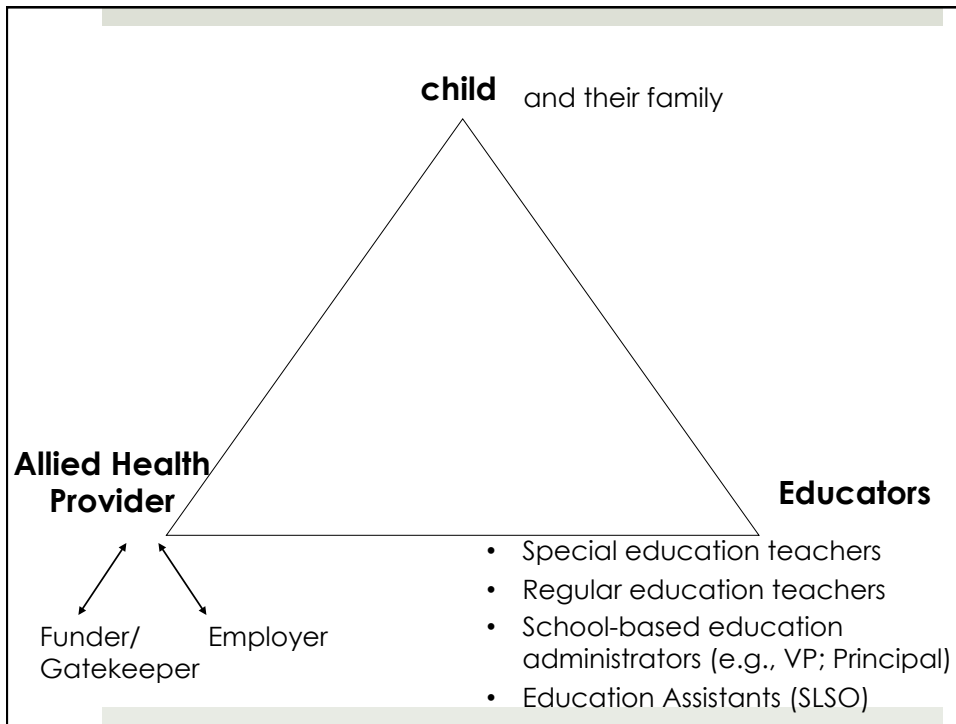 child and their family
Allied Health
Provider
Educators
• Special education teachers
• Regular education teachers
• School-based education
administrators (e.g., VP; Principal)
• Education Assistants (SLSO)
Funder/
Gatekeeper
Employer